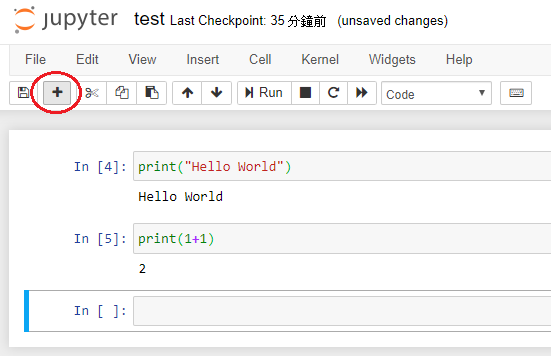 jupyter test Last Checkpoint: 35 分鐘前 (unsaved changes)
File Edit View Insert Cell Kernel Widgets Help
Run Code
In [4]: print("Hello World")
Hello World
In [5]: print(1+1)
2
In [ ]: